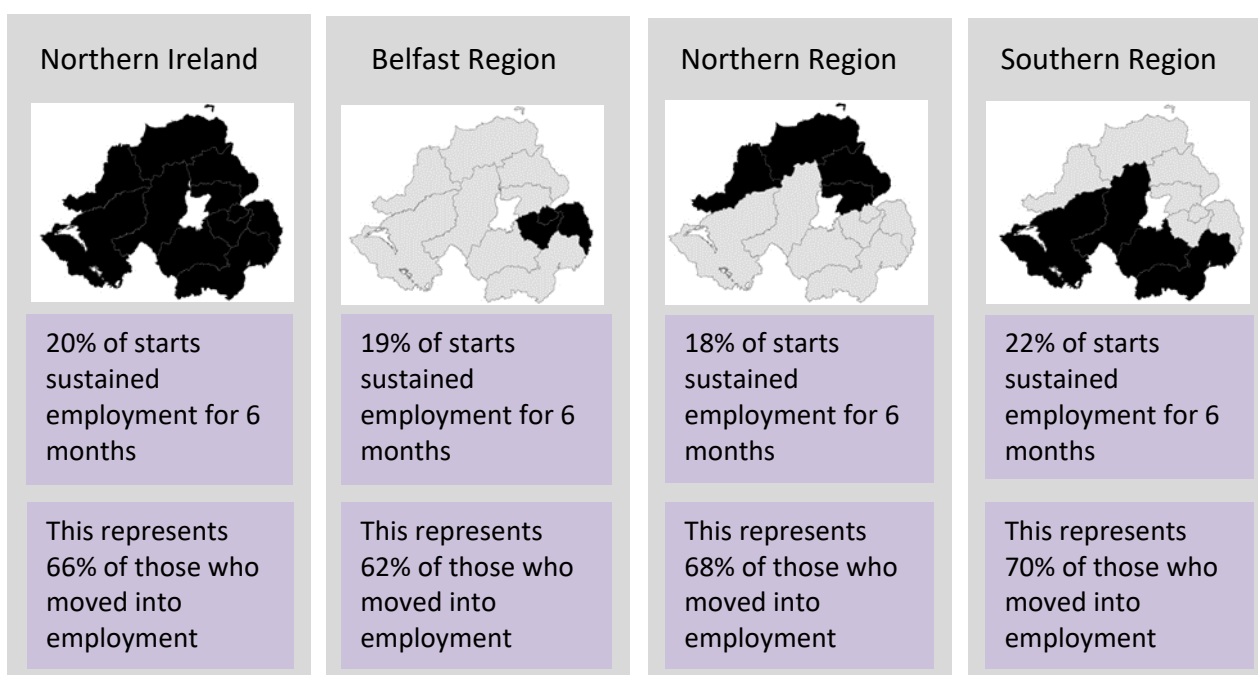 Northern Ireland
20% of starts
sustained
employment for 6
months
This represents
66% of those who
moved into
employment
Belfast Region
19% of starts
sustained
employment for 6
months
This represents
62% of those who
moved into
employment
Northern Region
18% of starts
sustained
employment for 6
months
This represents
68% of those who
moved into
employment
Southern Region
22% of starts
sustained
employment for 6
months
This represents
70% of those who
moved into
employment